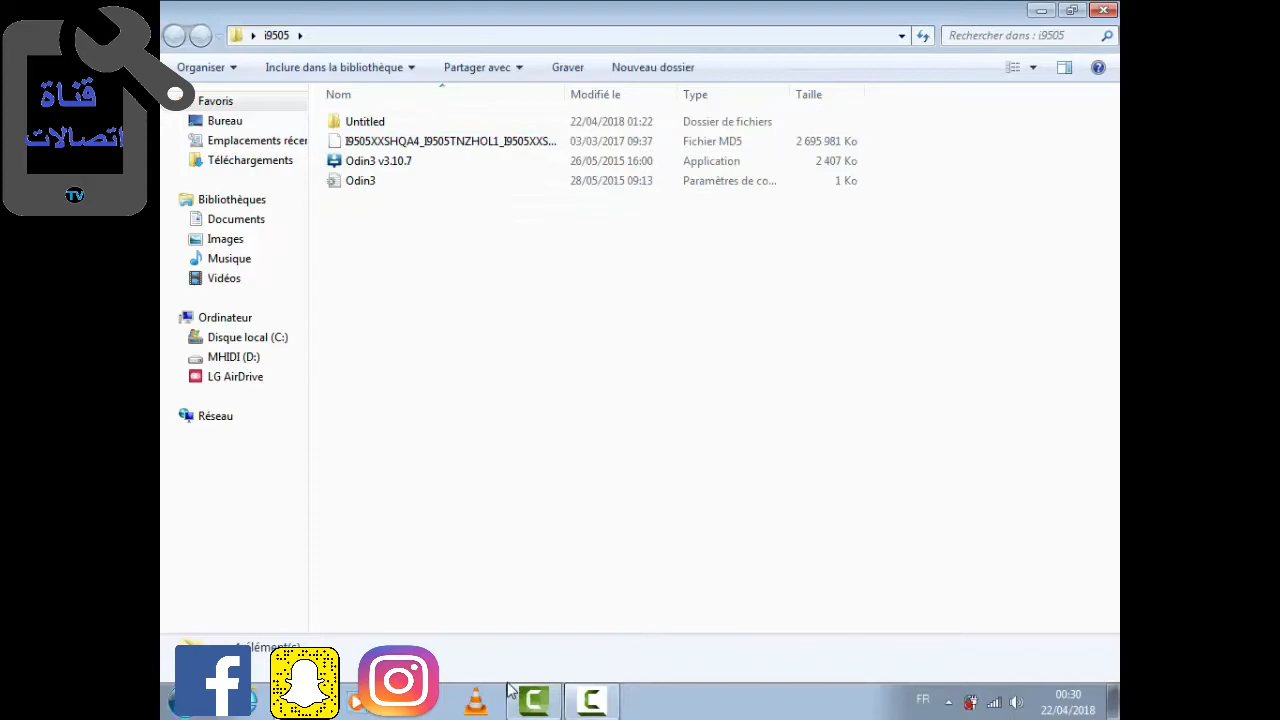 قناة
اتصالات
TV
i9505
Rechercher dans : i9505
Organiser
Inclure dans la bibliothèque
Partager avec
Graver
Nouveau dossier
Favoris
Bureau
Emplacements récer
Téléchargements
Bibliothèques
Documents
Images
Musique
Vidéos
Ordinateur
Disque local (C:)
MHIDI (D:)
LG AirDrive
Réseau
Nom Modifié le Type Taille
Untitled 22/04/2018 01:22 Dossier de fichiers
I9505XXSHQA4_I9505TNZHOL1_I9505XXS... 03/03/2017 09:37 Fichier MD5 2 695 981 Ko
Odin3 v3.10.7 26/05/2015 16:00 Application 2 407 Ko
Odin3 28/05/2015 09:13 Paramètres de co... 1 Ko
élément(s)
FR
00:30
22/04/2018